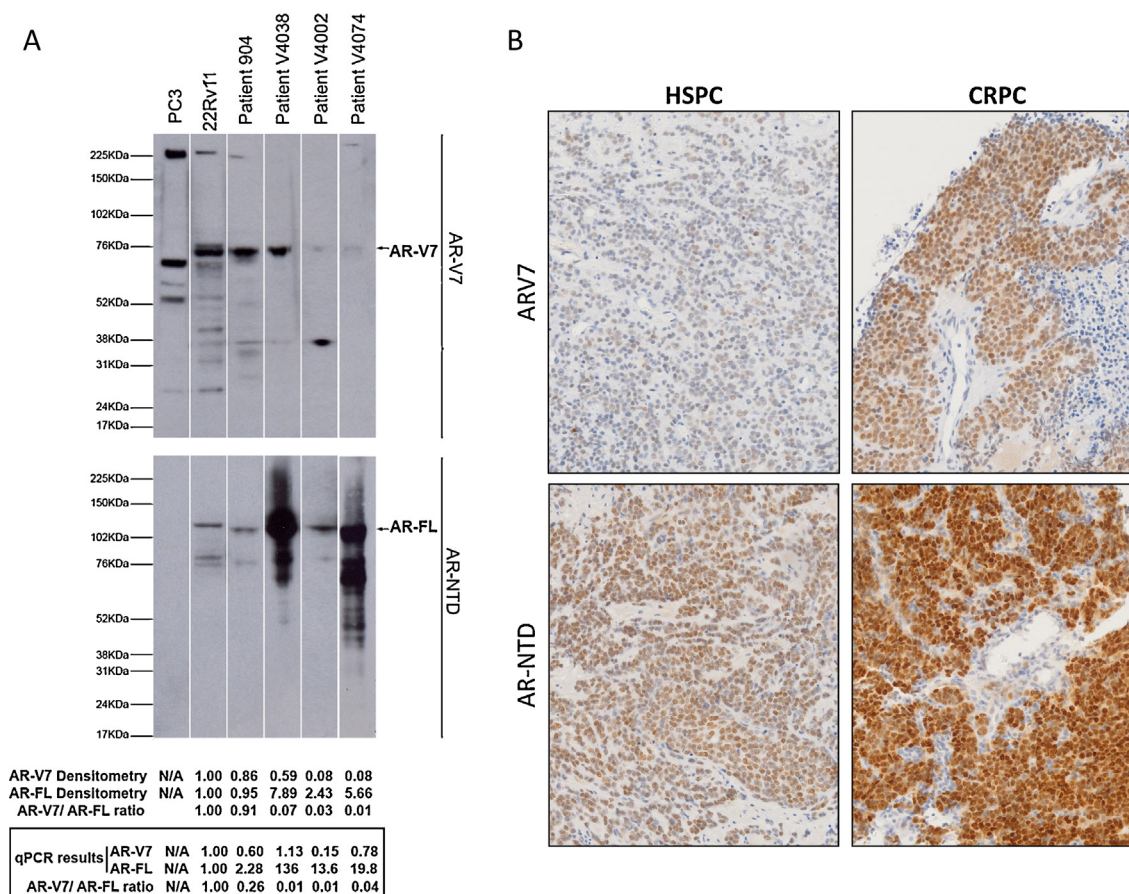 A
B
PC3
22Rv11
Patient 904
Patient V4038
Patient V4002
Patient V4074
225KDa
150KDa
102KDa
76KDa
52KDa
38KDa
31KDa
24KDa
17KDa
AR-V7
AR-V7
225KDa
150KDa
102KDa
76KDa
52KDa
38KDa
31KDa
24KDa
17KDa
AR-FL
AR-NTD
AR-V7 Densitometry N/A 1.00 0.86 0.59 0.08 0.08
AR-FL Densitometry N/A 1.00 0.95 7.89 2.43 5.66
AR-V7/ AR-FL ratio 1.00 0.91 0.07 0.03 0.01
qPCR results
AR-V7 N/A 1.00 0.60 1.13 0.15 0.78
AR-FL N/A 1.00 2.28 136 13.6 19.8
AR-V7/ AR-FL ratio N/A 1.00 0.26 0.01 0.01 0.04
HSPC
CRPC
ARV7
AR-NTD